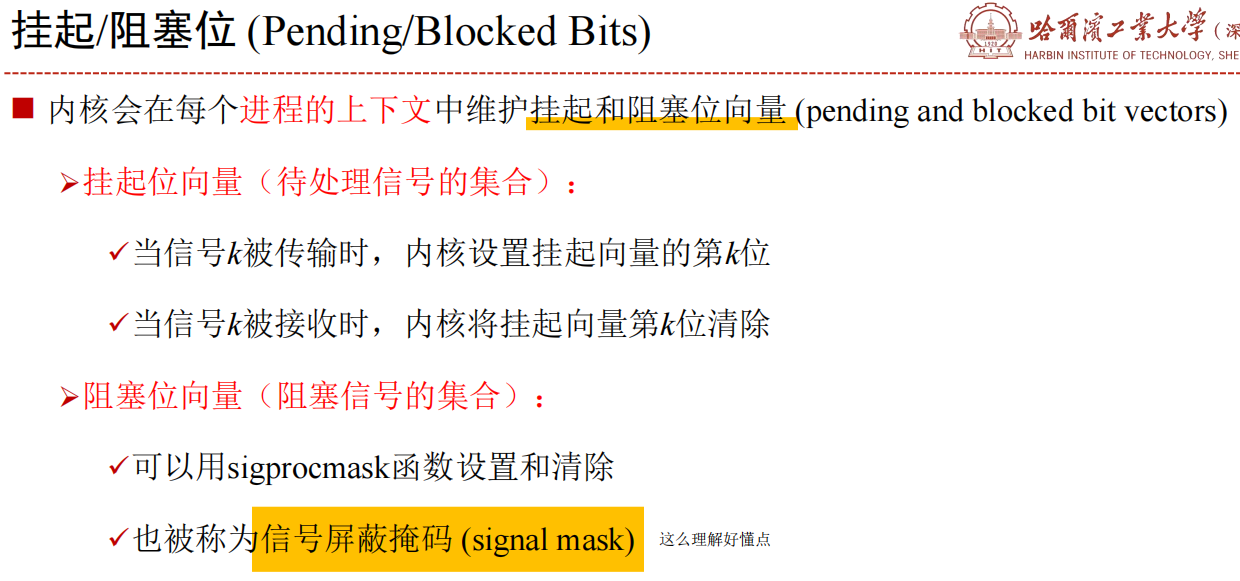 挂起/阻塞位 (Pending/Blocked Bits)
哈爾濱工業大學 (深
HARBIN INSTITUTE OF TECHNOLOGY, SHE
1920
HIT
■ 内核会在每个进程的上下文中维护挂起和阻塞位向量 (pending and blocked bit vectors)
➢挂起位向量（待处理信号的集合）：
✓当信号k被传输时，内核设置挂起向量的第k位
✓当信号k被接收时，内核将挂起向量第k位清除
➢阻塞位向量（阻塞信号的集合）：
✓可以用sigprocmask函数设置和清除
✓也被称为信号屏蔽掩码 (signal mask) 这么理解好懂点